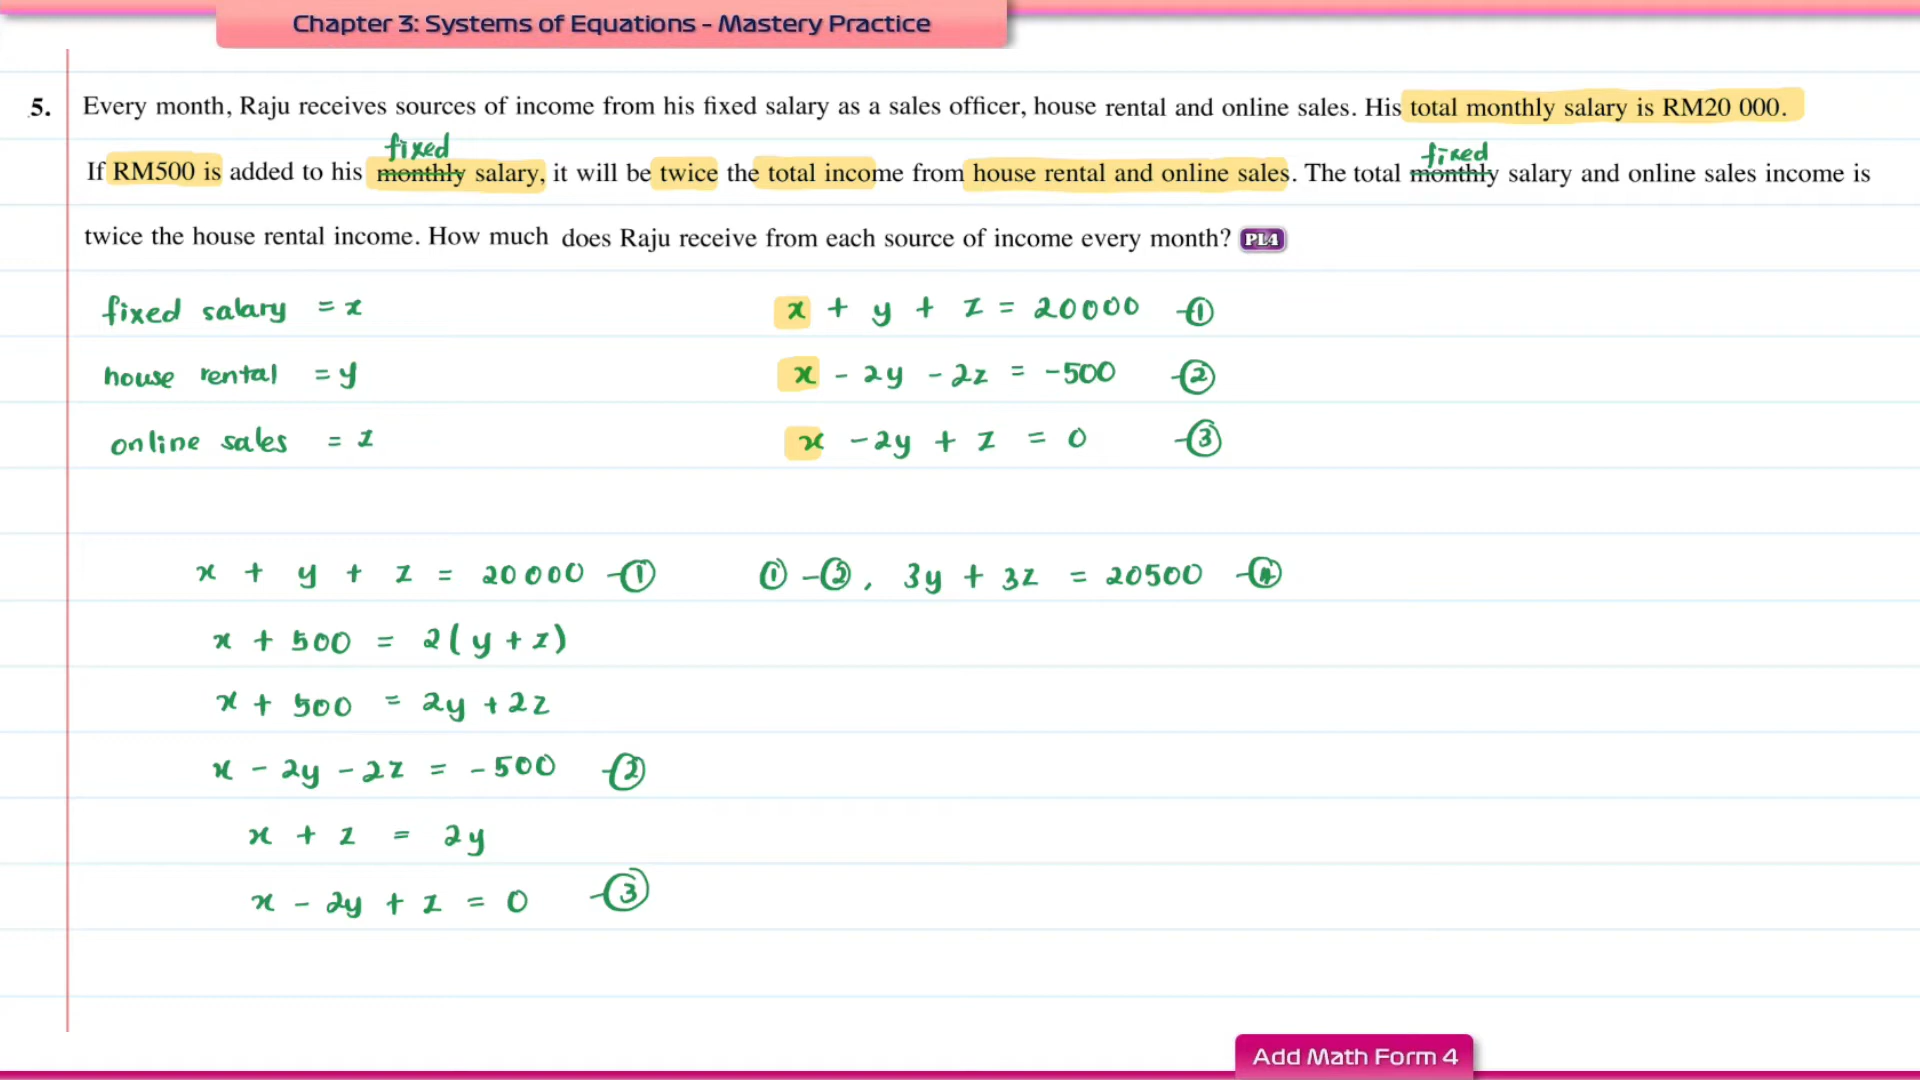 Chapter 3: Systems of Equations - Mastery Practice
5. Every month, Raju receives sources of income from his fixed salary as a sales officer, house rental and online sales. His total monthly salary is RM20 000.
fixed fixed
If RM500 is added to his monthly salary, it will be twice the total income from house rental and online sales. The total monthly salary and online sales income is
twice the house rental income. How much does Raju receive from each source of income every month? PL4
fixed salary = x
house rental = y
online sales = z
x + y + z = 20000 -①
x - 2y - 2z = -500 -②
x - 2y + z = 0 -③
x + y + z = 20000 -①
x + 500 = 2(y + z)
x + 500 = 2y + 2z
x - 2y - 2z = -500 -②
x + z = 2y
x - 2y + z = 0 -③
① - ②, 3y + 3z = 20500 -④
Add Math Form 4